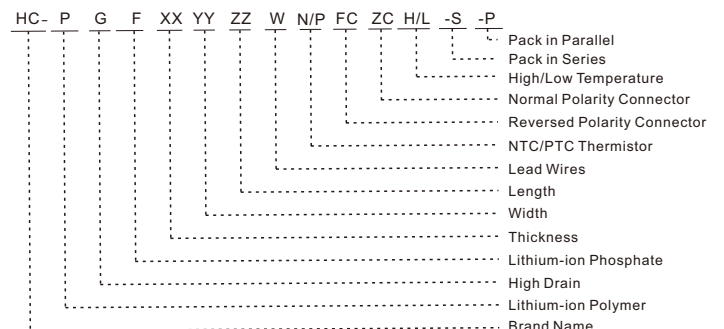 HC- P G F XX YY ZZ W N/P FC ZC H/L -S -P
Pack in Parallel
Pack in Series
High/Low Temperature
Normal Polarity Connector
Reversed Polarity Connector
NTC/PTC Thermistor
Lead Wires
Length
Width
Thickness
Lithium-ion Phosphate
High Drain
Lithium-ion Polymer
Brand Name